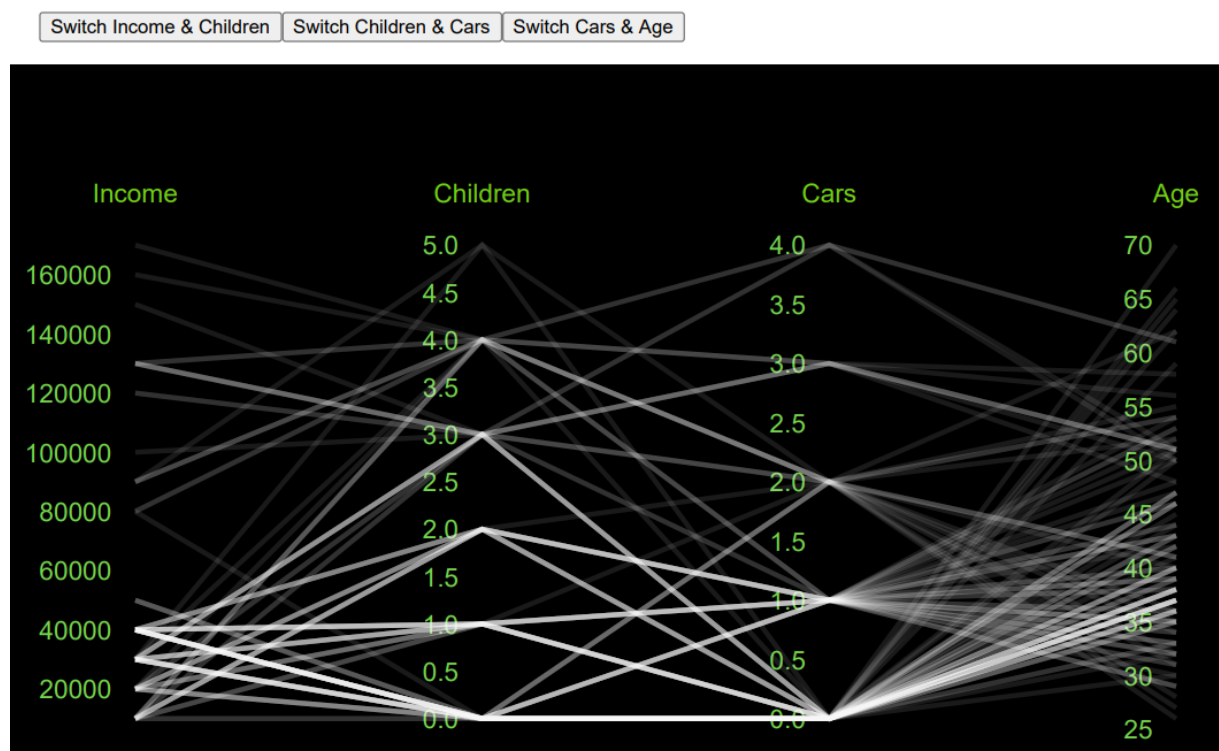 Switch Income & Children Switch Children & Cars Switch Cars & Age
Income Children Cars Age
5.0 4.0 70
160000 4.5 3.5 65
140000 4.0 3.0 60
120000 3.5 2.5 55
100000 3.0 2.0 50
80000 2.5 1.5 45
60000 2.0 1.0 40
40000 1.5 0.5 35
20000 1.0 0.0 30
0.5 25
0.0